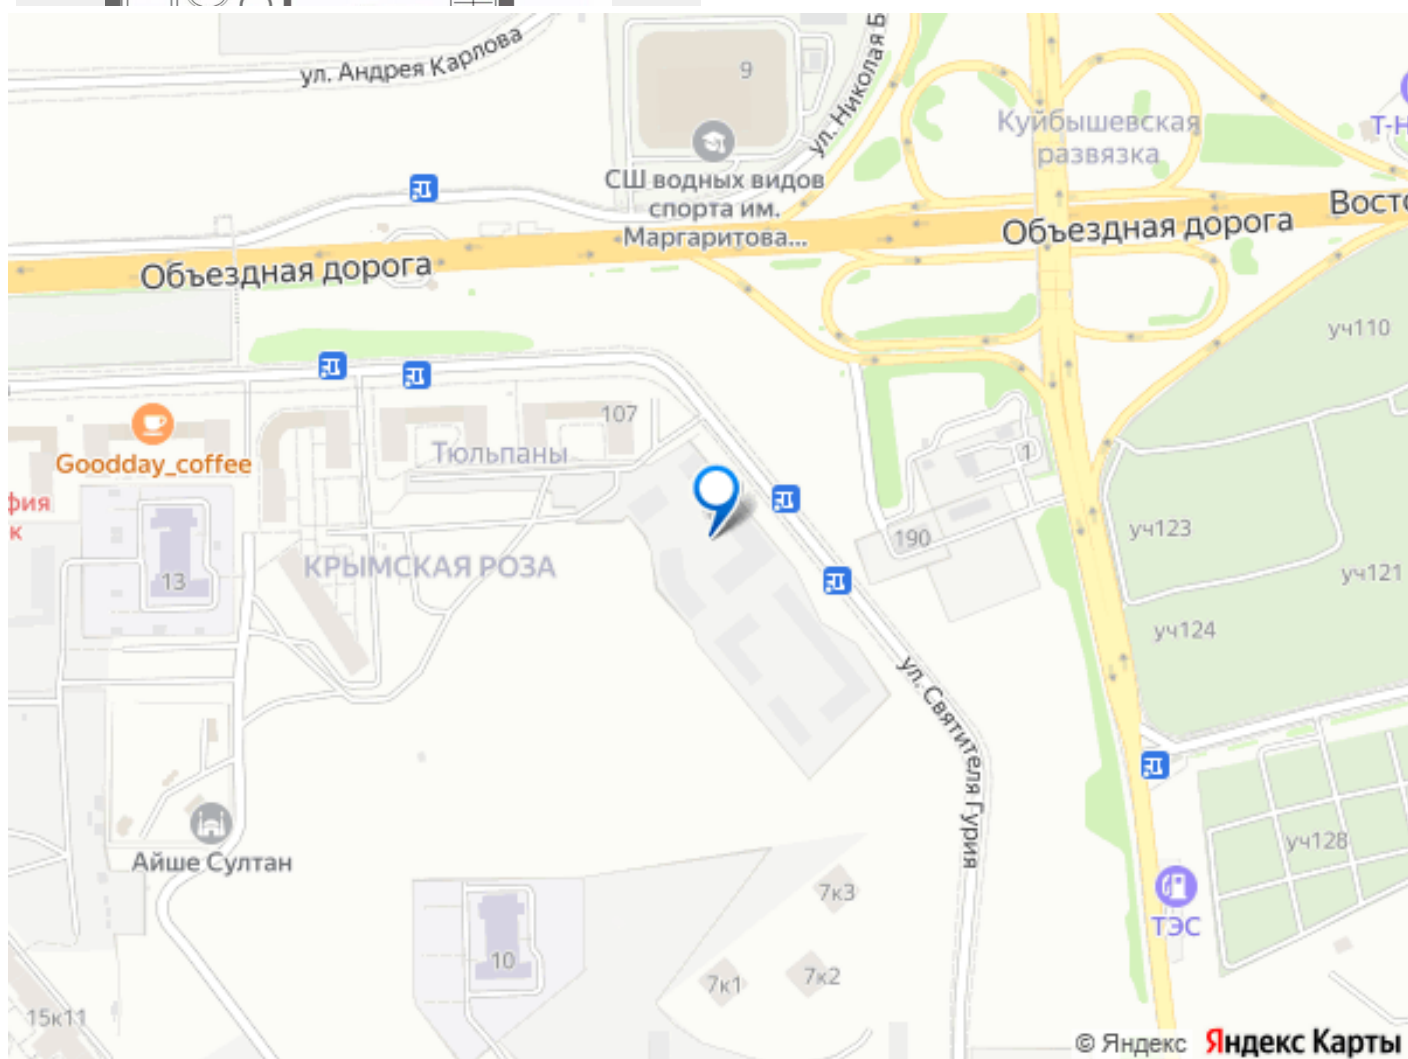 ул. Андрея Карлова
9
ул. Николая Б
Куйбышевская
развязка
Т-Н
СШ водных видов
спорта им.
Маргаритова...
Объездная дорога
Восто
Объездная дорога
уч110
107
Тюльпаны
Goodday_coffee
фия
к
1
190
уч123
КРЫМСКАЯ РОЗА
13
уч121
уч124
ул. Святителя Гурия
Айше Султан
уч128
7к3
ТЭС
10
7к1
7к2
15к11
© Яндекс Яндекс Карты